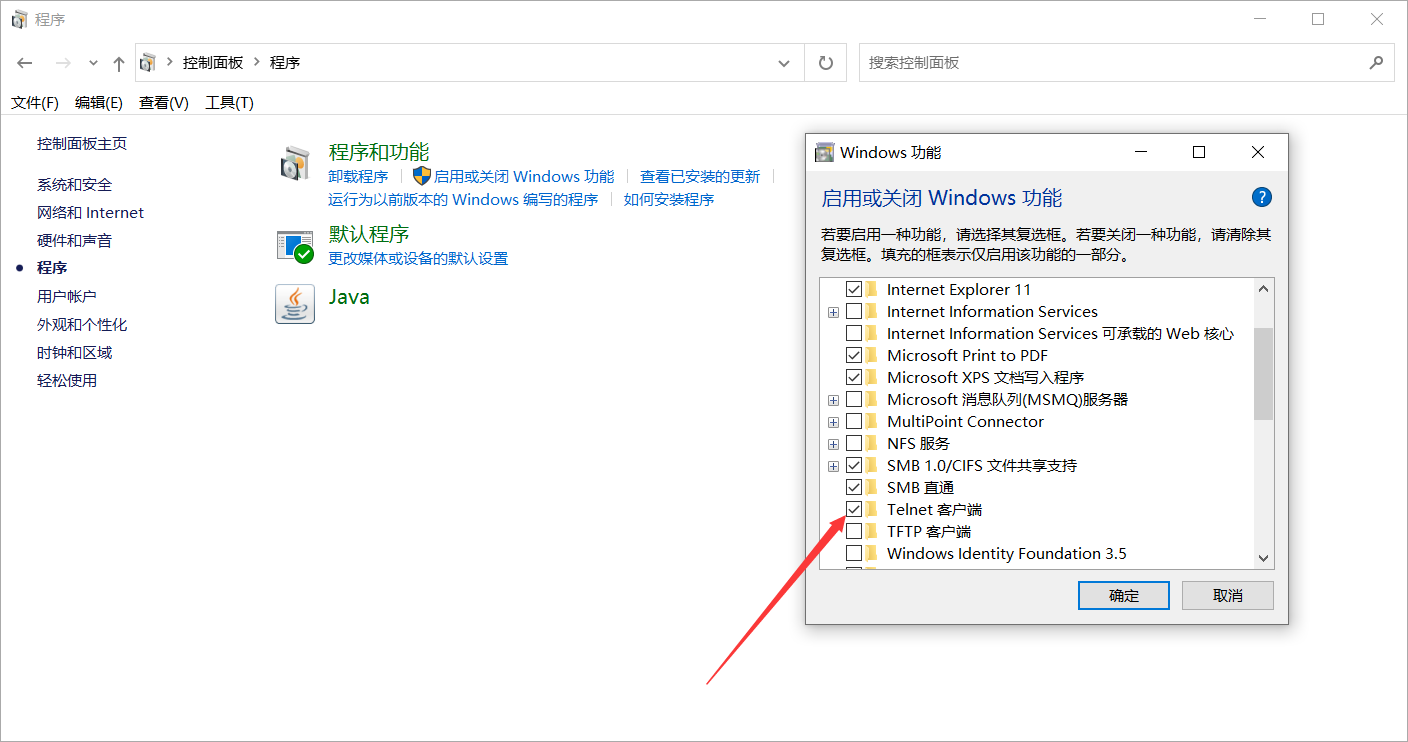 程序
控制面板 程序
搜索控制面板
文件(F) 编辑(E) 查看(V) 工具(T)
控制面板主页
系统和安全
网络和 Internet
硬件和声音
程序
用户帐户
外观和个性化
时钟和区域
轻松使用
程序和功能
卸载程序 启用或关闭 Windows 功能 查看已安装的更新
运行为以前版本的 Windows 编写的程序 如何安装程序
默认程序
更改媒体或设备的默认设置
Java
Windows 功能
启用或关闭 Windows 功能
?
若要启用一种功能，请选择其复选框。若要关闭一种功能，请清除其
复选框。填充的框表示仅启用该功能的一部分。
Internet Explorer 11
Internet Information Services
Internet Information Services 可承载的 Web 核心
Microsoft Print to PDF
Microsoft XPS 文档写入程序
Microsoft 消息队列(MSMQ)服务器
MultiPoint Connector
NFS 服务
SMB 1.0/CIFS 文件共享支持
SMB 直通
Telnet 客户端
TFTP 客户端
Windows Identity Foundation 3.5
确定 取消